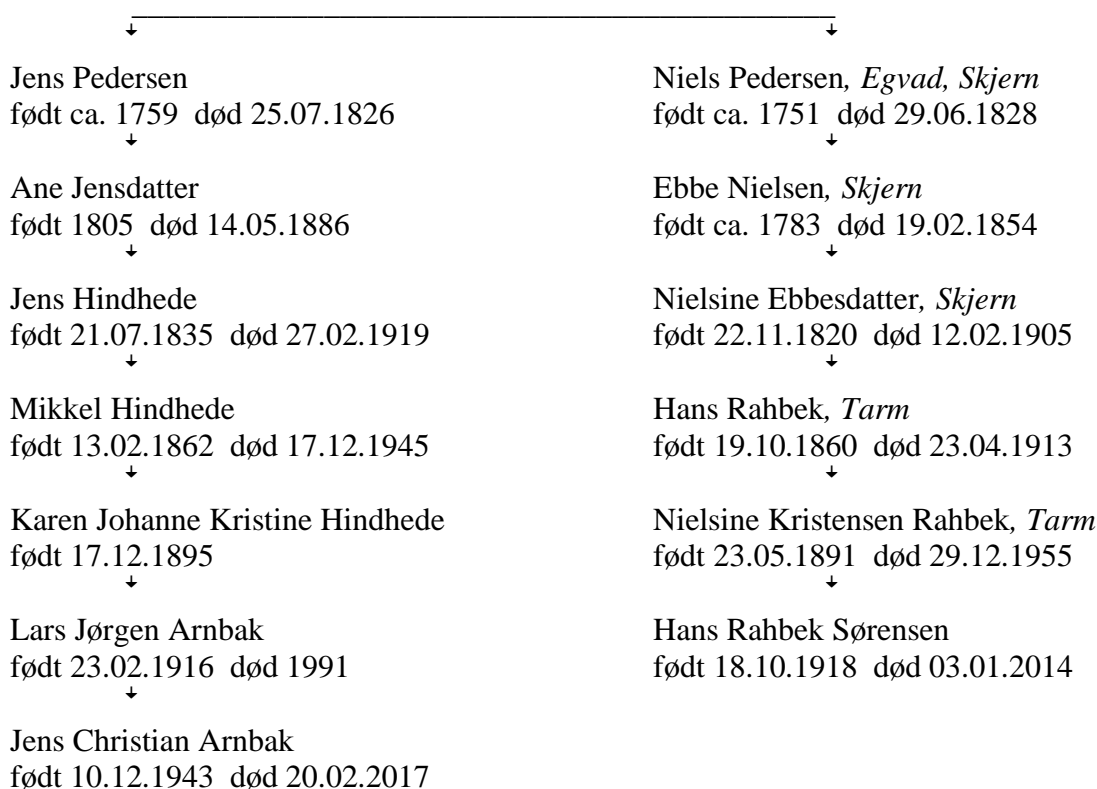 Jens Pedersen
født ca. 1759  død 25.07.1826
Ane Jensdatter
født 1805  død 14.05.1886
Jens Hindhede
født 21.07.1835  død 27.02.1919
Mikkel Hindhede
født 13.02.1862  død 17.12.1945
Karen Johanne Kristine Hindhede
født 17.12.1895
Lars Jørgen Arnbak
født 23.02.1916  død 1991
Jens Christian Arnbak
født 10.12.1943  død 20.02.2017
Niels Pedersen, Egvad, Skjern
født ca. 1751  død 29.06.1828
Ebbe Nielsen, Skjern
født ca. 1783  død 19.02.1854
Nielsine Ebbesdatter, Skjern
født 22.11.1820  død 12.02.1905
Hans Rahbek, Tarm
født 19.10.1860  død 23.04.1913
Nielsine Kristensen Rahbek, Tarm
født 23.05.1891  død 29.12.1955
Hans Rahbek Sørensen
født 18.10.1918  død 03.01.2014